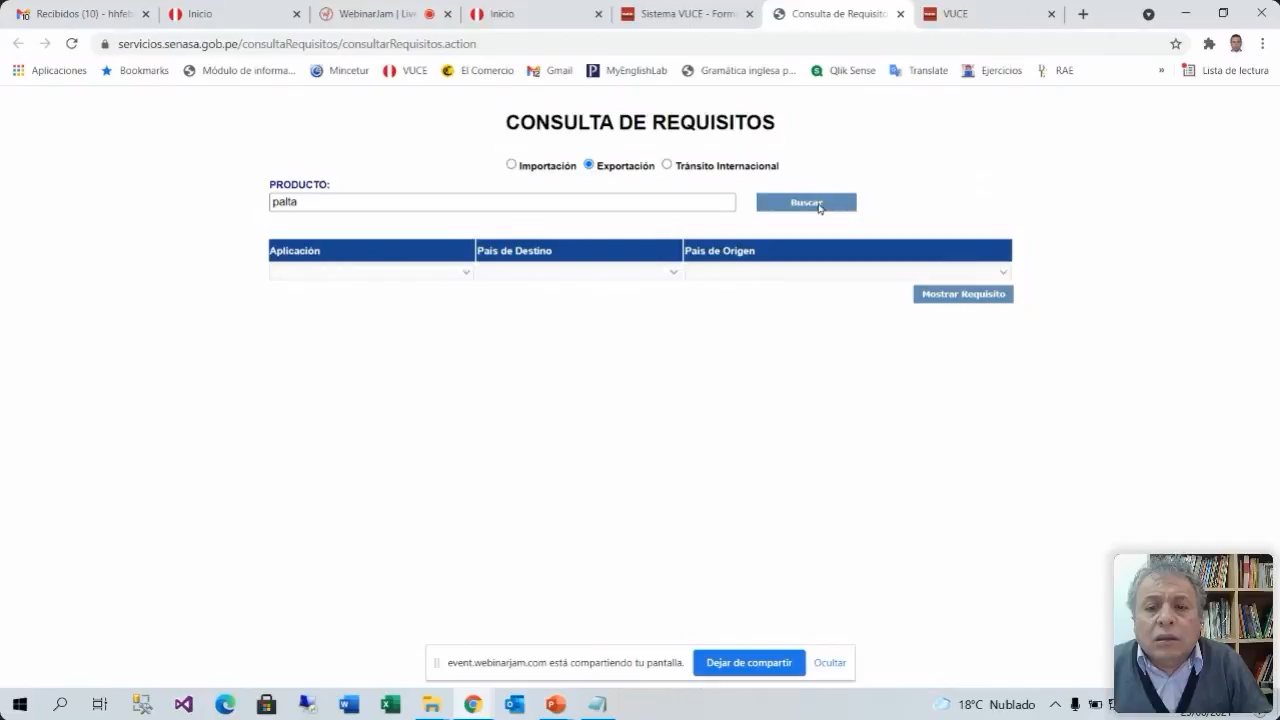 Recibidos (10) - hhfeb
Inicio
WebinarJam | Live
Inicio
Sistema VUCE - Form
Consulta de Requisito
VUCE
servicios.senasa.gob.pe/consultaRequisitos/consultarRequisitos.action
Aplicaciones
Bookmarks
Módulo de informa...
Mincetur
VUCE
El Comercio
Gmail
MyEnglishLab
Gramática inglesa p...
Qlik Sense
Translate
Ejercicios
RAE
»
Lista de lectura
CONSULTA DE REQUISITOS
Importación Exportación Tránsito Internacional
PRODUCTO:
palta
Buscar
Aplicación
País de Destino
País de Origen
Mostrar Requisito
event.webinarjam.com está compartiendo tu pantalla.
Dejar de compartir
Ocultar
18°C Nublado